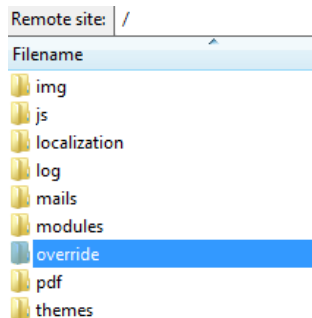 Remote site: /
Filename
img
js
localization
log
mails
modules
override
pdf
themes